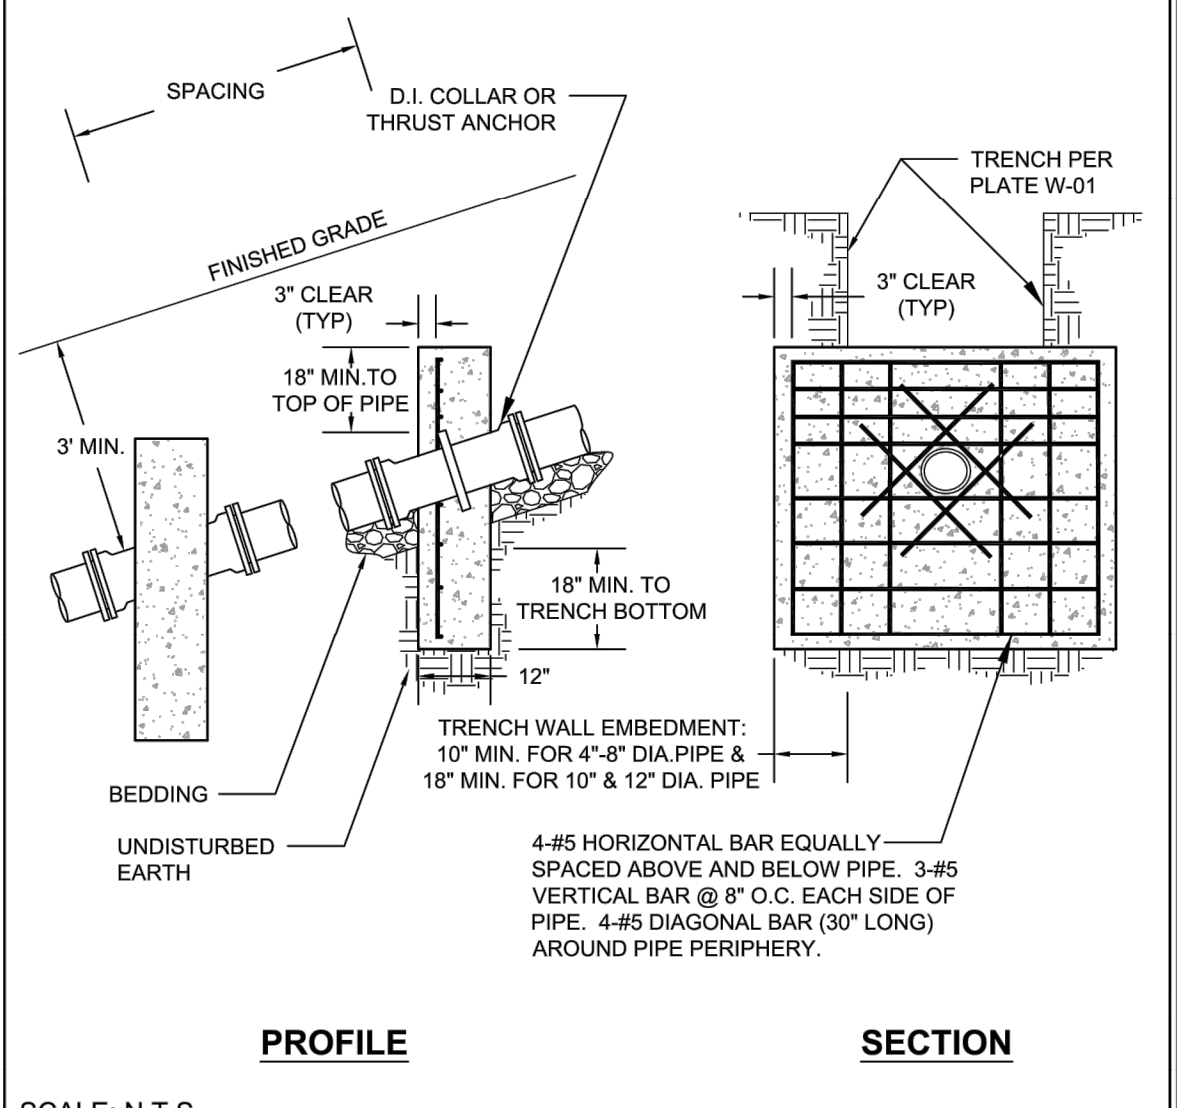 SPACING
D.I. COLLAR OR
THRUST ANCHOR
TRENCH PER
PLATE W-01
FINISHED GRADE
3" CLEAR
(TYP)
3" CLEAR
(TYP)
18" MIN.TO
TOP OF PIPE
3' MIN.
18" MIN. TO
TRENCH BOTTOM
12"
TRENCH WALL EMBEDMENT:
10" MIN. FOR 4"-8" DIA.PIPE &
18" MIN. FOR 10" & 12" DIA. PIPE
BEDDING
UNDISTURBED
EARTH
4-#5 HORIZONTAL BAR EQUALLY
SPACED ABOVE AND BELOW PIPE. 3-#5
VERTICAL BAR @ 8" O.C. EACH SIDE OF
PIPE. 4-#5 DIAGONAL BAR (30" LONG)
AROUND PIPE PERIPHERY.
PROFILE
SECTION
SCALE: N.T.S.